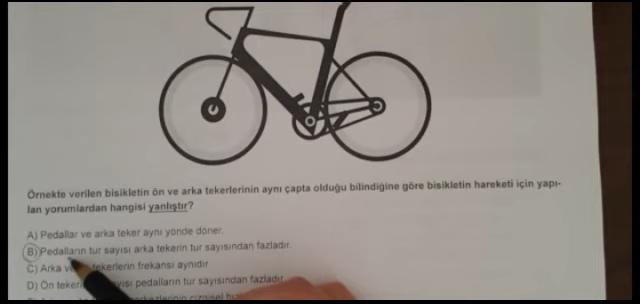 Örnekte verilen bisikletin ön ve arka tekerlerinin aynı çapta olduğu bilindiğine göre bisikletin hareketi için yapı-
lan yorumlardan hangisi yanlıştır?
A) Pedallar ve arka teker aynı yönde döner.
B) Pedalların tur sayısı arka tekerin tur sayısından fazladır.
C) Arka tekerlerin frekansı aynıdır
D) Ön teker pedalların tur sayısından fazladır.